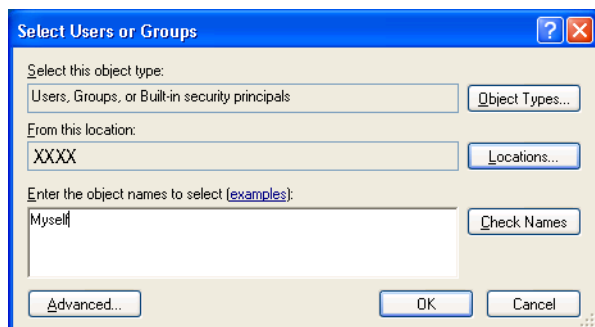 Select Users or Groups
Select this object type:
Users, Groups, or Built-in security principals
Object Types...
From this location:
XXXX
Locations...
Enter the object names to select (examples):
Myself
Check Names
Advanced...
OK
Cancel